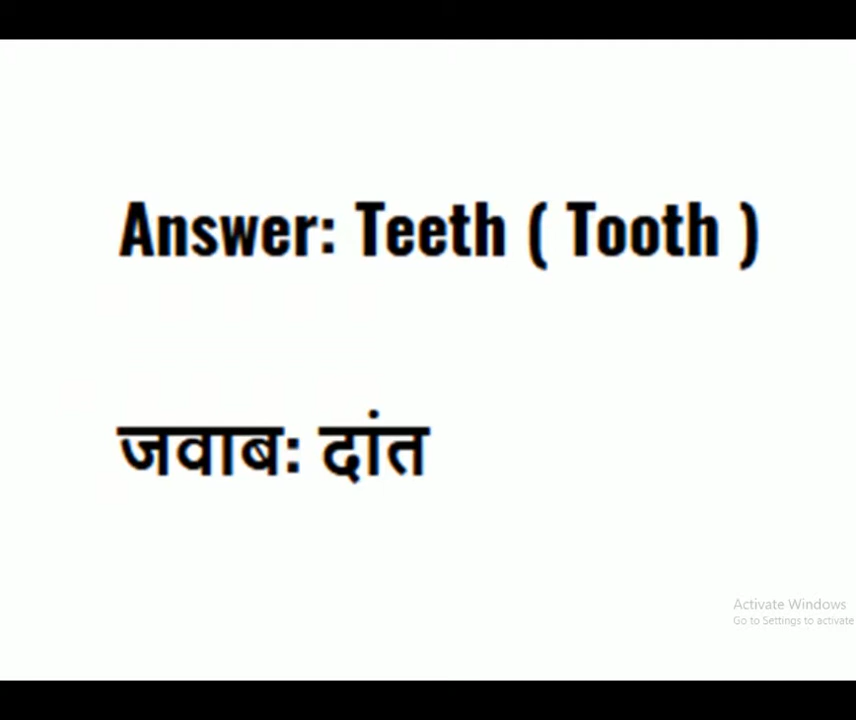 Answer: Teeth ( Tooth )
जवाब: दांत
Activate Windows
Go to Settings to activate